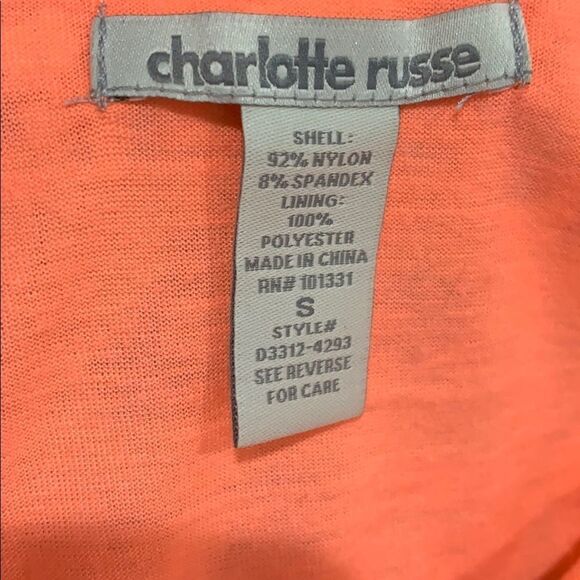 charlotte russe
SHELL:
92% NYLON
8% SPANDEX
LINING:
100%
POLYESTER
MADE IN CHINA
RN# 101331
S
STYLE#
D3312-4293
SEE REVERSE
FOR CARE